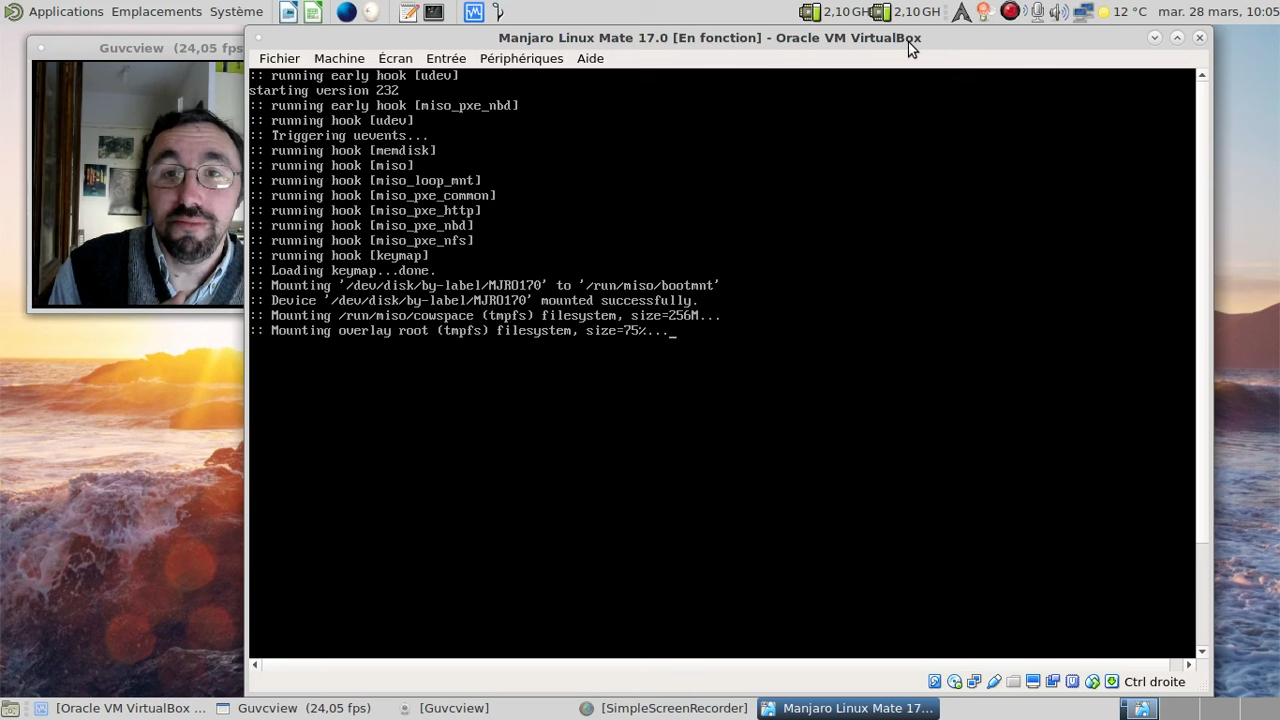 Applications Emplacements Système
2,10 GH 2,10 GH 12 °C mar. 28 mars, 10:05
Guvcview (24,05 fps
Manjaro Linux Mate 17.0 [En fonction] - Oracle VM VirtualBox
Fichier Machine Écran Entrée Périphériques Aide
:: running early hook [udev]
starting version 232
:: running early hook [miso_pxe_nbd]
:: running hook [udev]
:: Triggering uevents...
:: running hook [memdisk]
:: running hook [miso]
:: running hook [miso_loop_mnt]
:: running hook [miso_pxe_common]
:: running hook [miso_pxe_http]
:: running hook [miso_pxe_nbd]
:: running hook [miso_pxe_nfs]
:: running hook [keymap]
:: Loading keymap...done.
:: Mounting '/dev/disk/by-label/MJRO170' to '/run/miso/bootmnt'
:: Device '/dev/disk/by-label/MJRO170' mounted successfully.
:: Mounting /run/miso/cowspace (tmpfs) filesystem, size=256M...
:: Mounting overlay root (tmpfs) filesystem, size=75%..._
Ctrl droite
[Oracle VM VirtualBox ... Guvcview (24,05 fps) [GuvcView] [SimpleScreenRecorder] Manjaro Linux Mate 17...